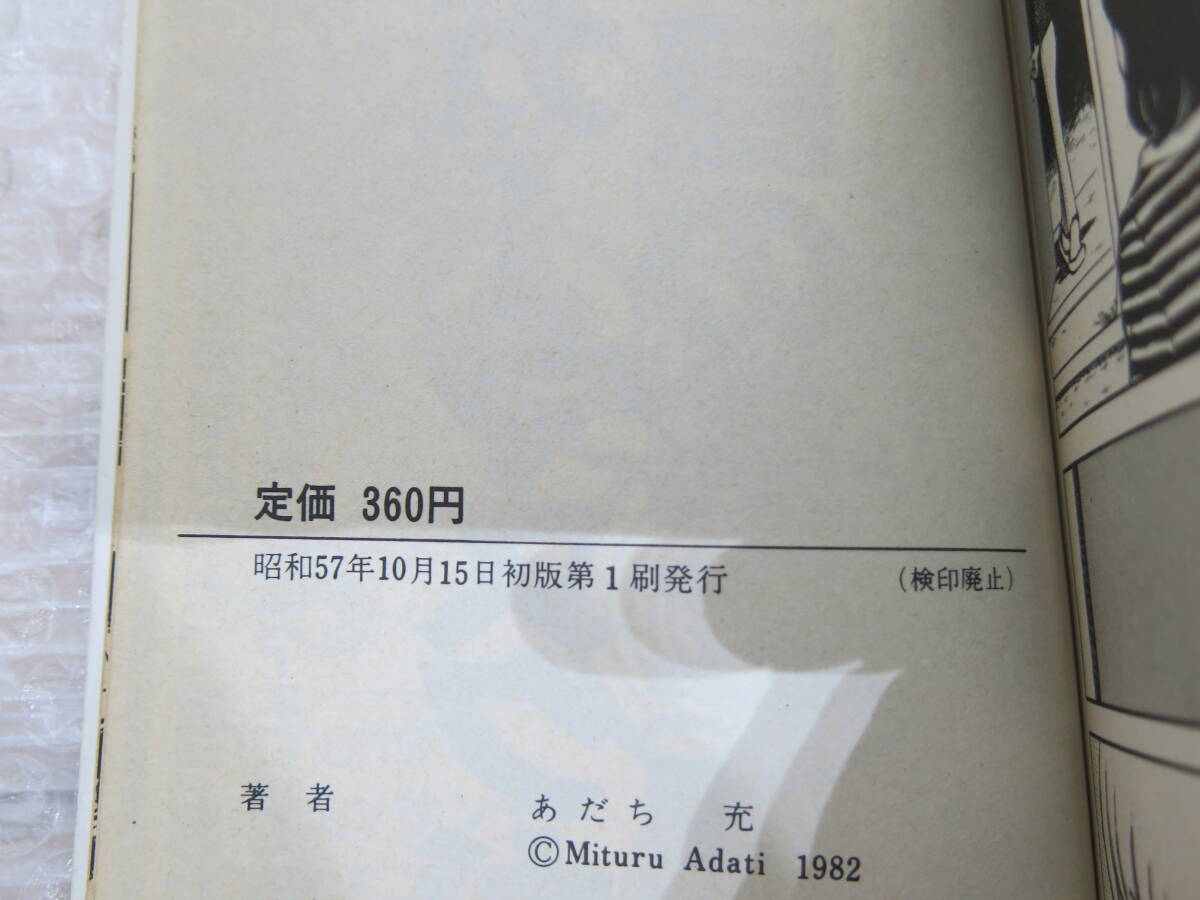 定価 360円
昭和57年10月15日初版第1刷発行 (検印廃止)
著者 あだち 充
©Mituru Adati 1982